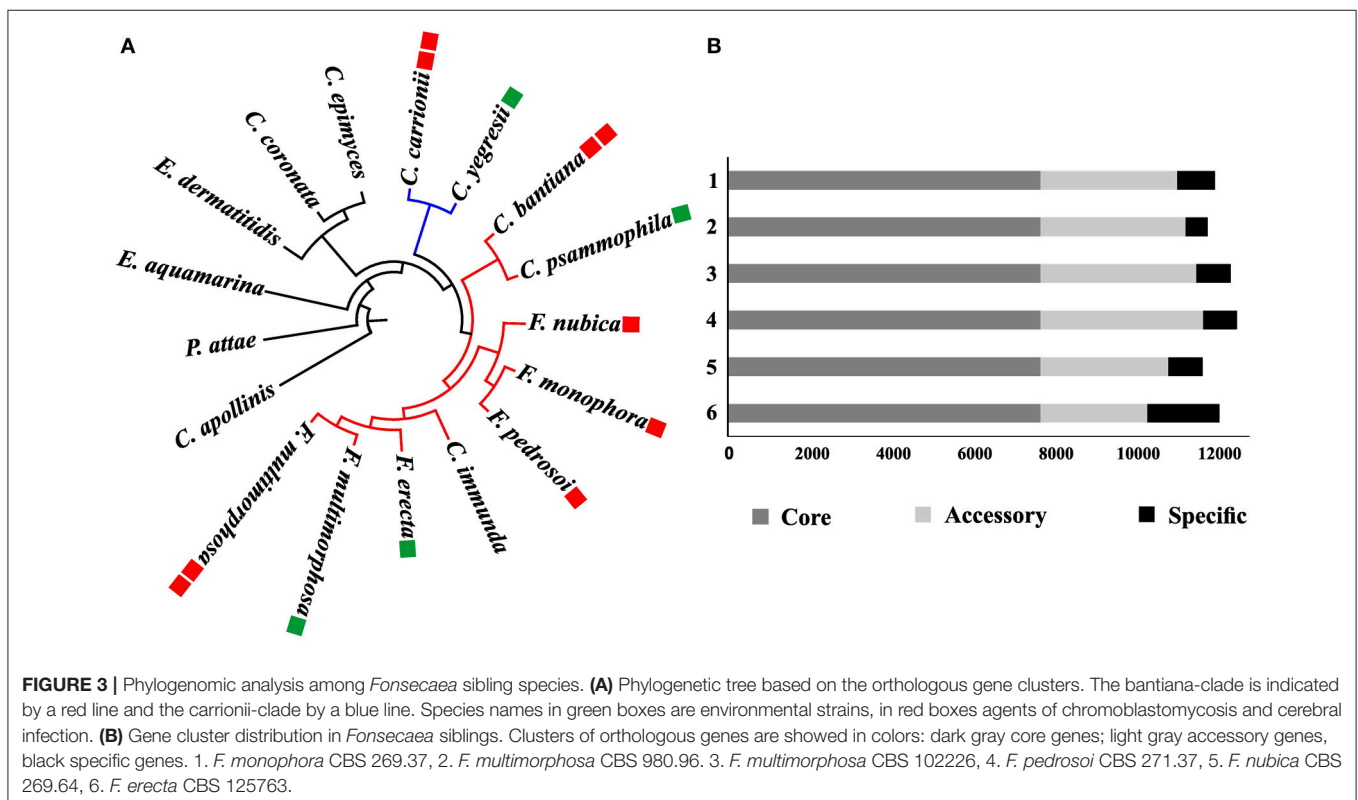 A
B
C. epimyces
C. coronata
E. dermatitidis
E. aquamarina
P. attae
C. apollinis
C. carrionii
C. yegresii
C. bantiana
C. psammophila
F. nubica
F. monophora
F. pedrosoi
C. immunda
F. erecta
F. multimorphosa
F. multimorphosa
1
2
3
4
5
6
0 2000 4000 6000 8000 10000 12000
Core Accessory Specific
FIGURE 3 | Phylogenomic analysis among Fonsecaea sibling species. (A) Phylogenetic tree based on the orthologous gene clusters. The bantiana-clade is indicated
by a red line and the carrionii-clade by a blue line. Species names in green boxes are environmental strains, in red boxes agents of chromoblastomycosis and cerebral
infection. (B) Gene cluster distribution in Fonsecaea siblings. Clusters of orthologous genes are showed in colors: dark gray core genes; light gray accessory genes,
black specific genes. 1. F. monophora CBS 269.37, 2. F. multimorphosa CBS 980.96. 3. F. multimorphosa CBS 102226, 4. F. pedrosoi CBS 271.37, 5. F. nubica CBS
269.64, 6. F. erecta CBS 125763.